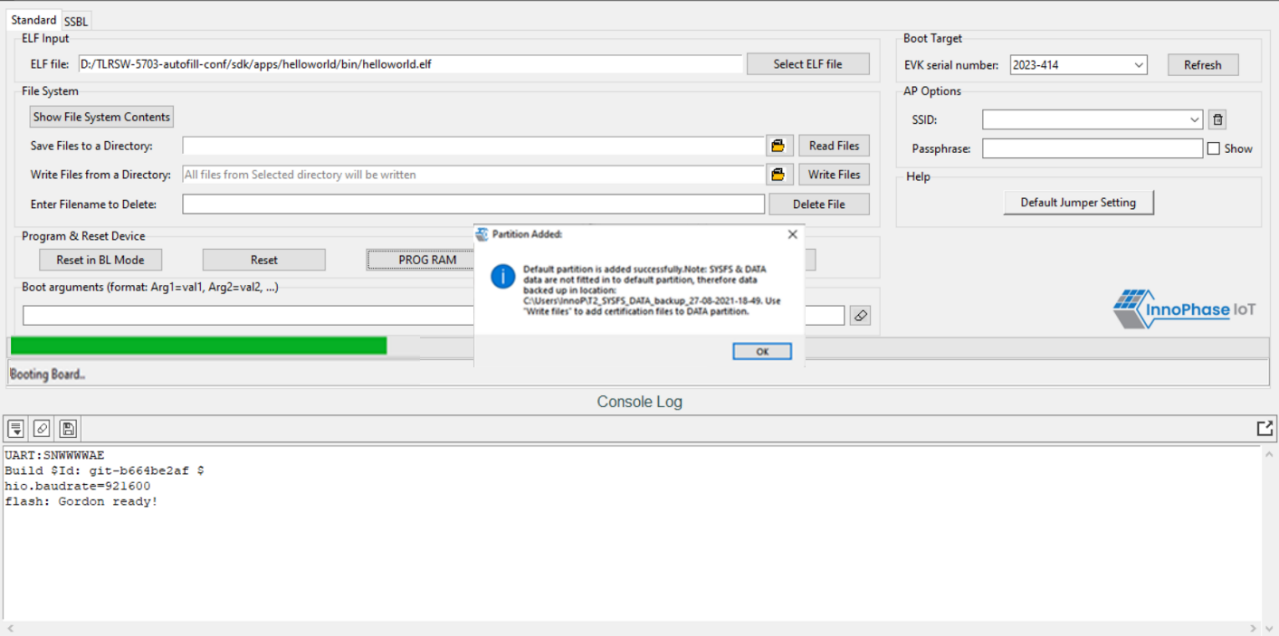 Standard SSBL
ELF Input
ELF file: D:/TLRSW-5703-autofill-conf/sdk/apps/helloworld/bin/helloworld.elf Select ELF file
File System
Show File System Contents
Save Files to a Directory: Read Files
Write Files from a Directory: All files from Selected directory will be written Write Files
Enter Filename to Delete: Delete File
Boot Target
EVK serial number: 2023-414 Refresh
AP Options
SSID:
Passphrase: Show
Help
Default Jumper Setting
Program & Reset Device
Reset in BL Mode Reset PROG RAM
Boot arguments (format: Arg1=val1, Arg2=val2, ...)
Partition Added:
Default partition is added successfully.Note: SYSFS & DATA
data are not fitted in to default partition, therefore data
backed up in location:
C:\Users\InnoP\T2_SYSFS_DATA_backup_27-08-2021-18-49. Use
"Write files" to add certification files to DATA partition.
OK
InnoPhase IoT
Booting Board..
Console Log
UART:SNWWWWAE
Build $Id: git-b664be2af $
hio.baudrate=921600
flash: Gordon ready!